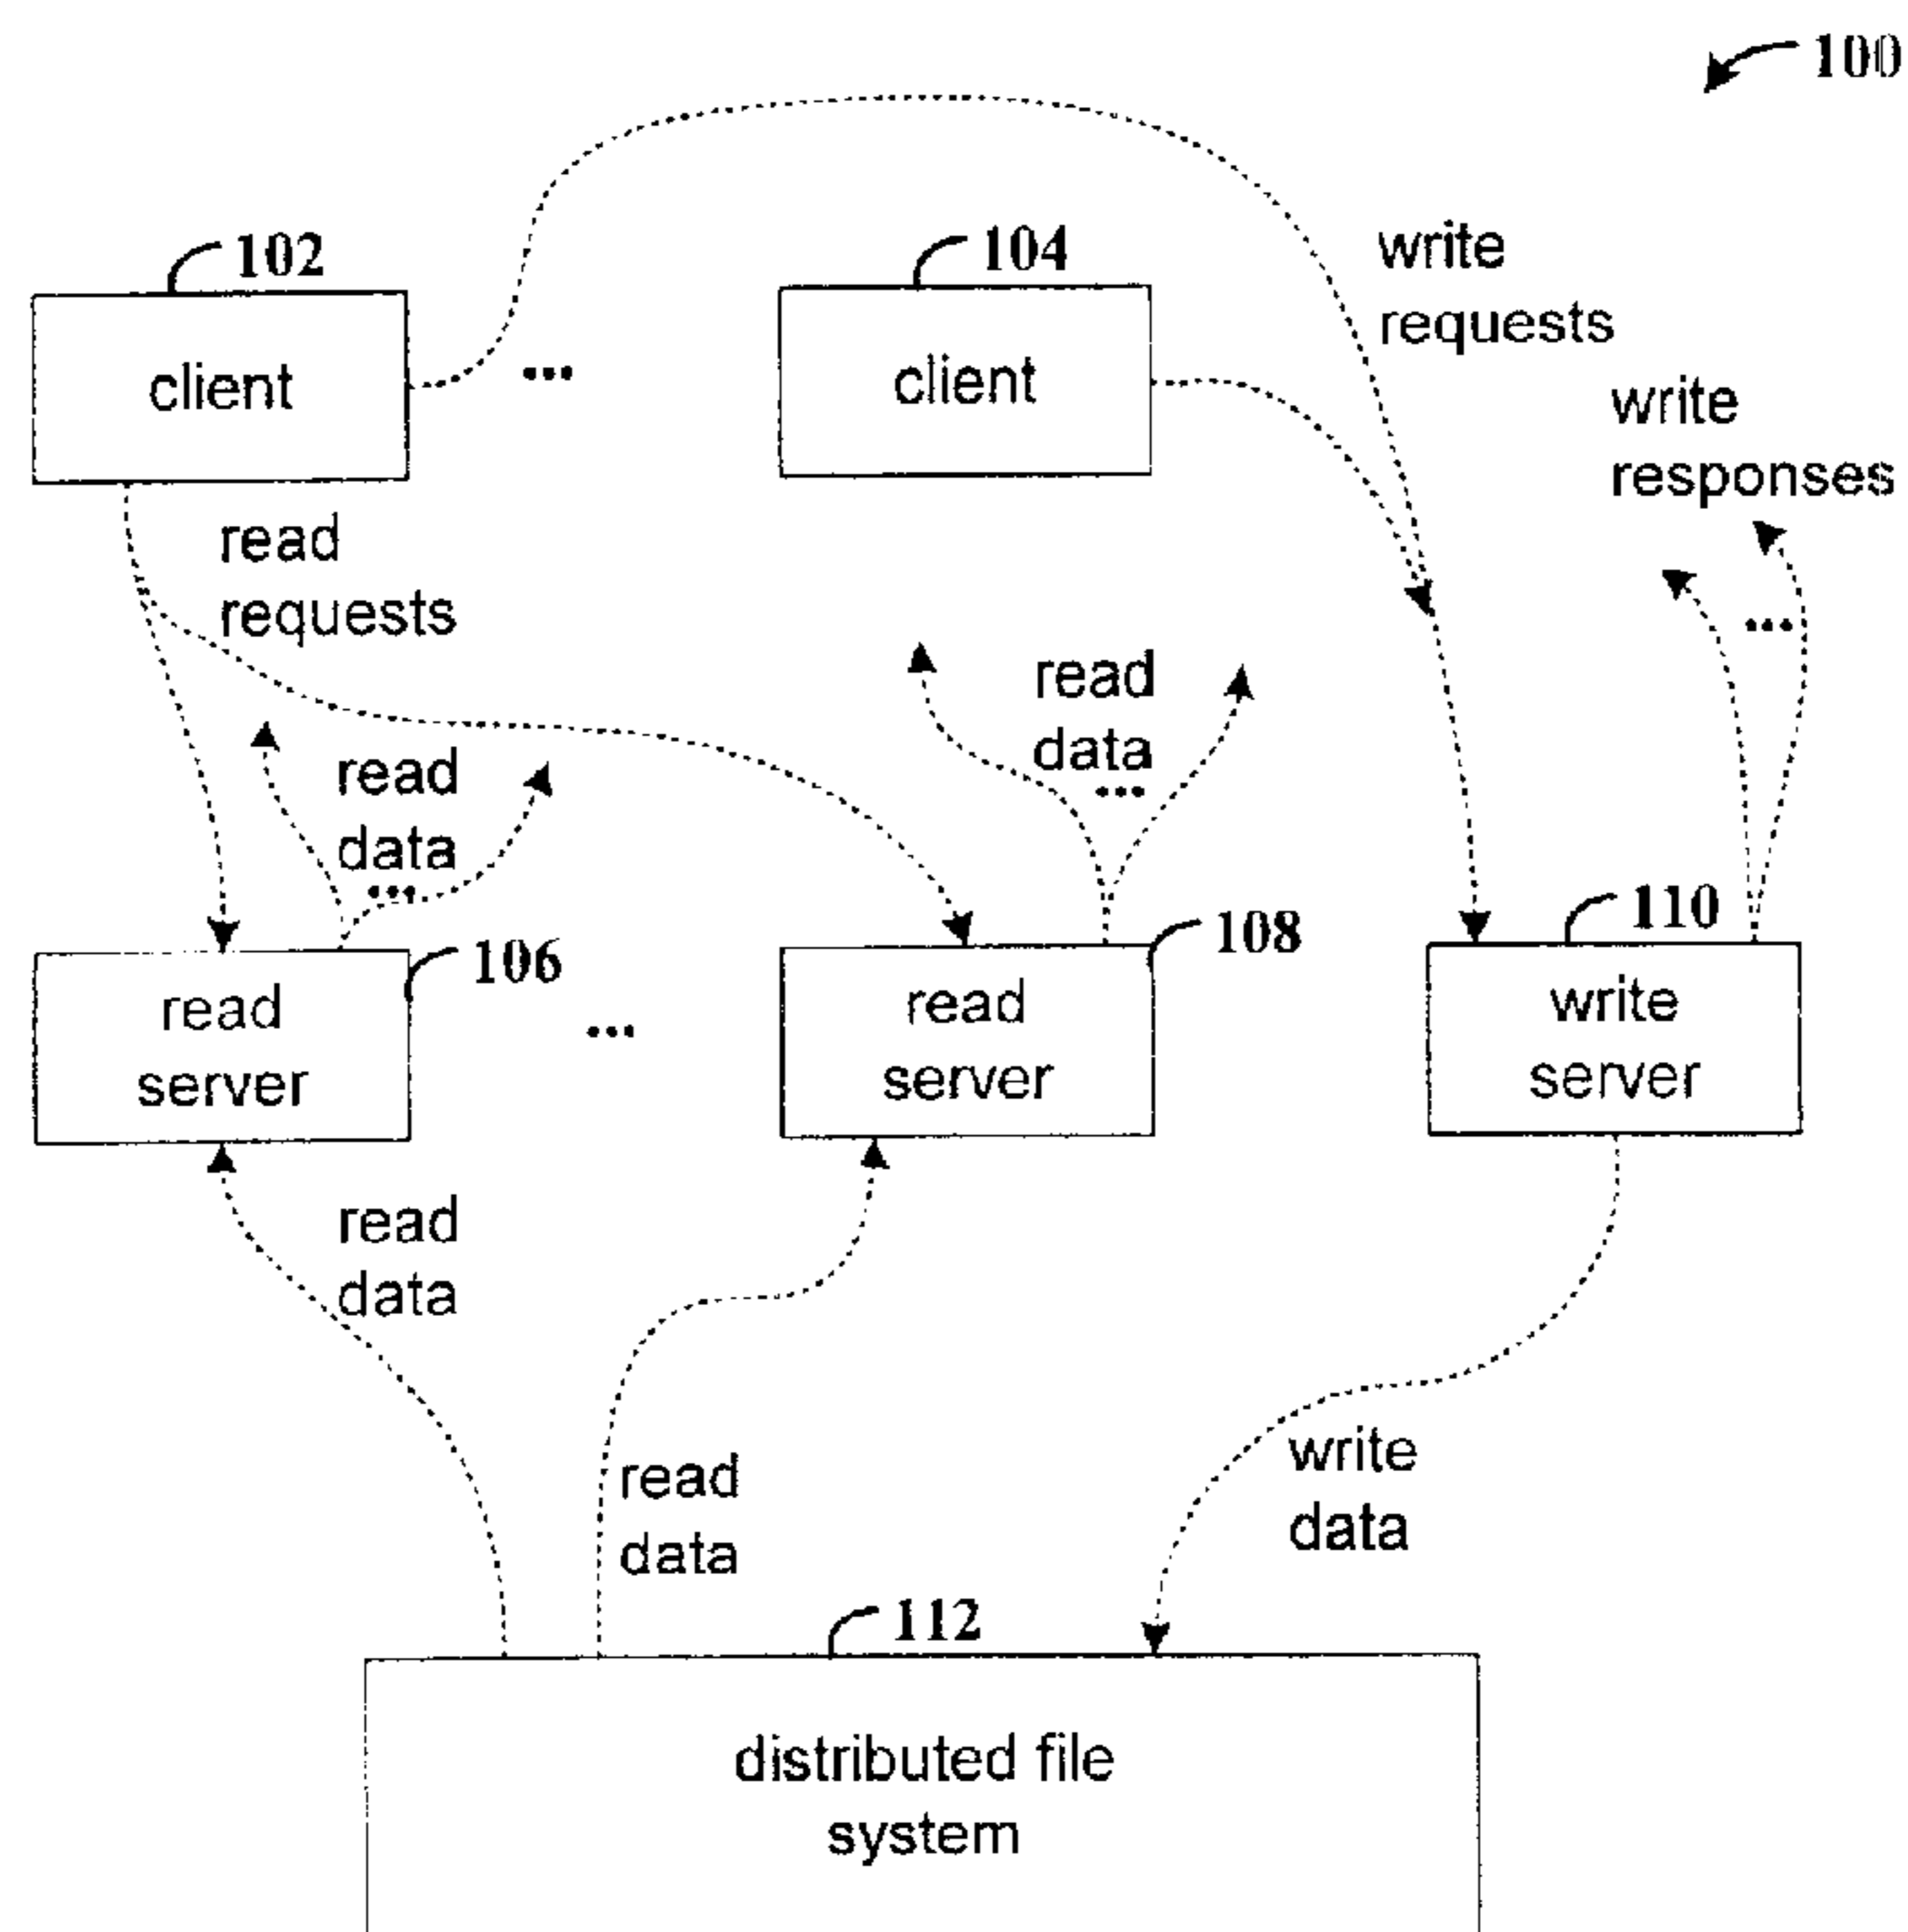 100
102
104
write
requests
client
...
client
write
responses
read
requests
...
read
data
...
read
data
...
106
108
110
read
server
...
read
server
write
server
read
data
read
data
write
data
112
distributed file
system